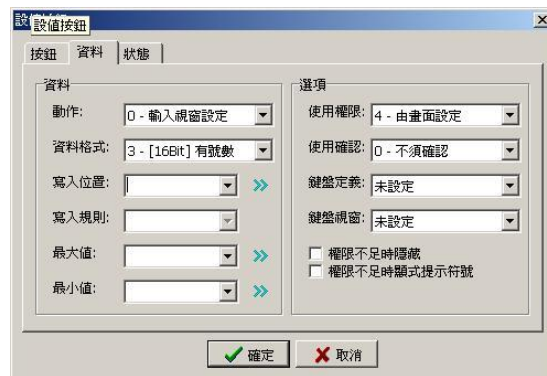 設值按鈕
按鈕 資料 狀態
資料
動作: 0 - 輸入視窗設定
資料格式: 3 - [16Bit] 有號數
寫入位置:
寫入規則:
最大值:
最小值:
選項
使用權限: 4 - 由畫面設定
使用確認: 0 - 不須確認
鍵盤定義: 未設定
鍵盤視窗: 未設定
權限不足時隱藏
權限不足時顯式提示符號
確定 取消